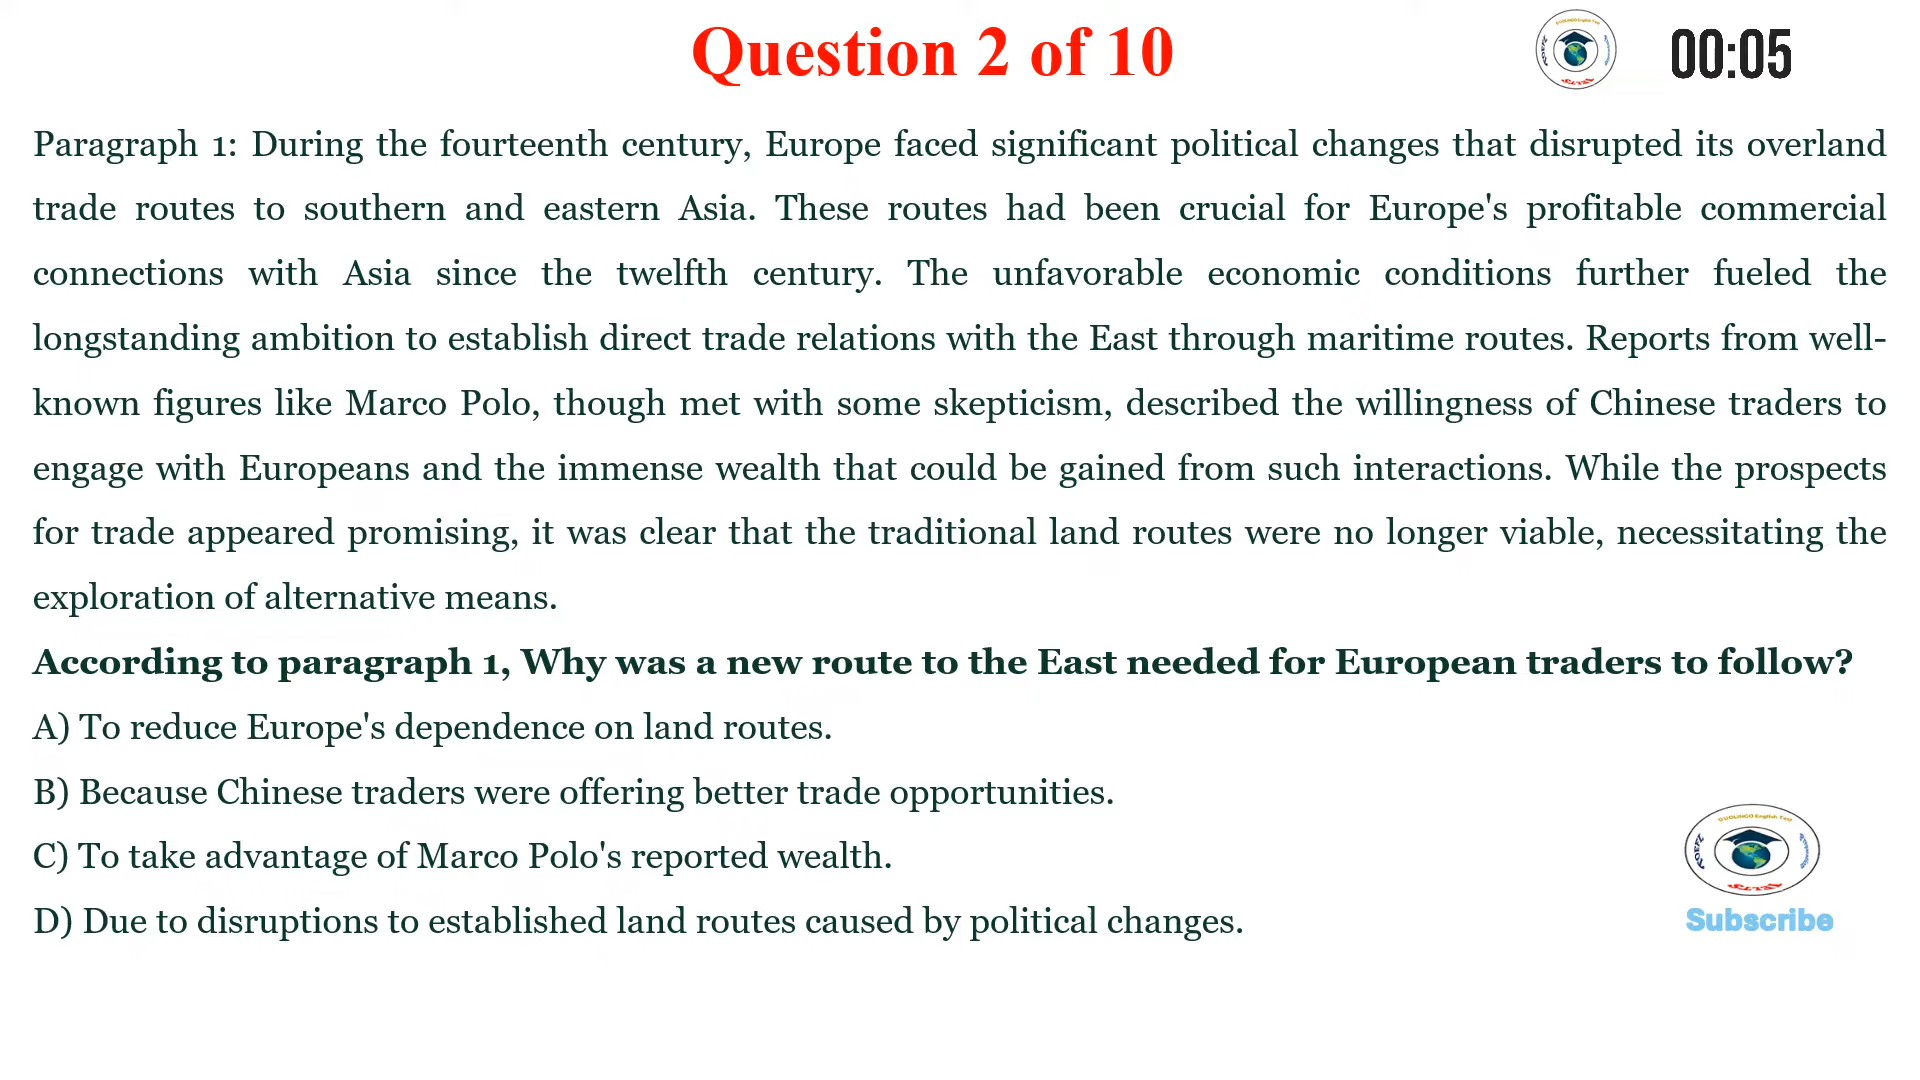 Question 2 of 10
00:05
Paragraph 1: During the fourteenth century, Europe faced significant political changes that disrupted its overland
trade routes to southern and eastern Asia. These routes had been crucial for Europe's profitable commercial
connections with Asia since the twelfth century. The unfavorable economic conditions further fueled the
longstanding ambition to establish direct trade relations with the East through maritime routes. Reports from well-
known figures like Marco Polo, though met with some skepticism, described the willingness of Chinese traders to
engage with Europeans and the immense wealth that could be gained from such interactions. While the prospects
for trade appeared promising, it was clear that the traditional land routes were no longer viable, necessitating the
exploration of alternative means.
According to paragraph 1, Why was a new route to the East needed for European traders to follow?
A) To reduce Europe's dependence on land routes.
B) Because Chinese traders were offering better trade opportunities.
C) To take advantage of Marco Polo's reported wealth.
D) Due to disruptions to established land routes caused by political changes.
DUOLINGO English Test
IELTS
Subscribe